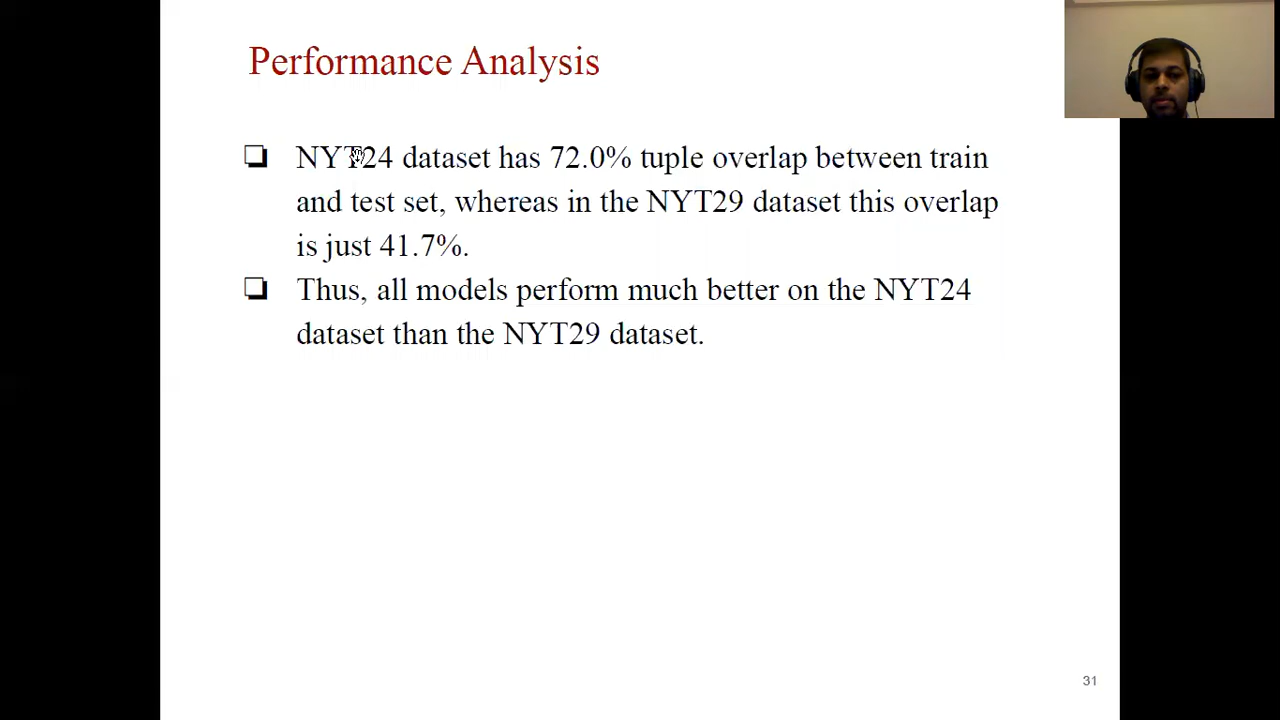 Performance Analysis
NYT24 dataset has 72.0% tuple overlap between train
and test set, whereas in the NYT29 dataset this overlap
is just 41.7%.
Thus, all models perform much better on the NYT24
dataset than the NYT29 dataset.
31